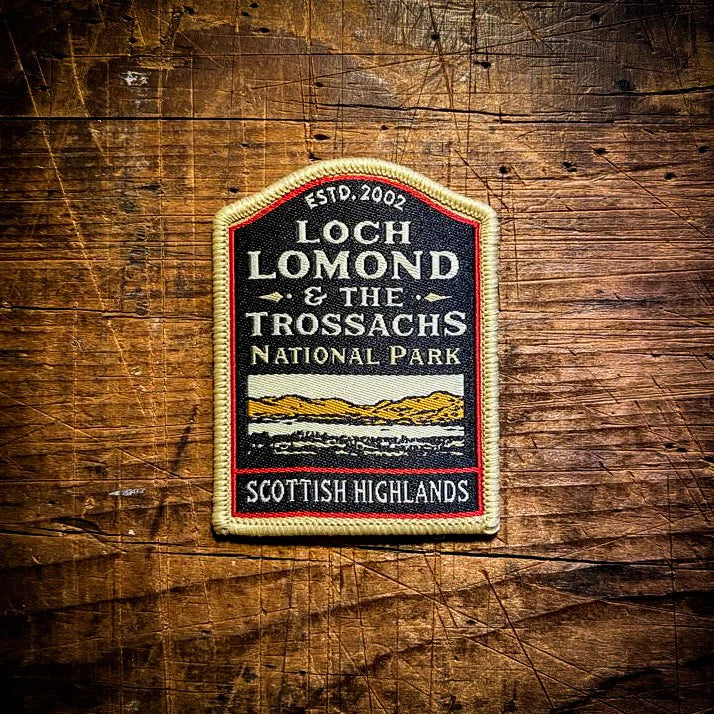 ESTD. 2002
LOCH
LOMOND
& THE
TROSSACHS
NATIONAL PARK
SCOTTISH HIGHLANDS